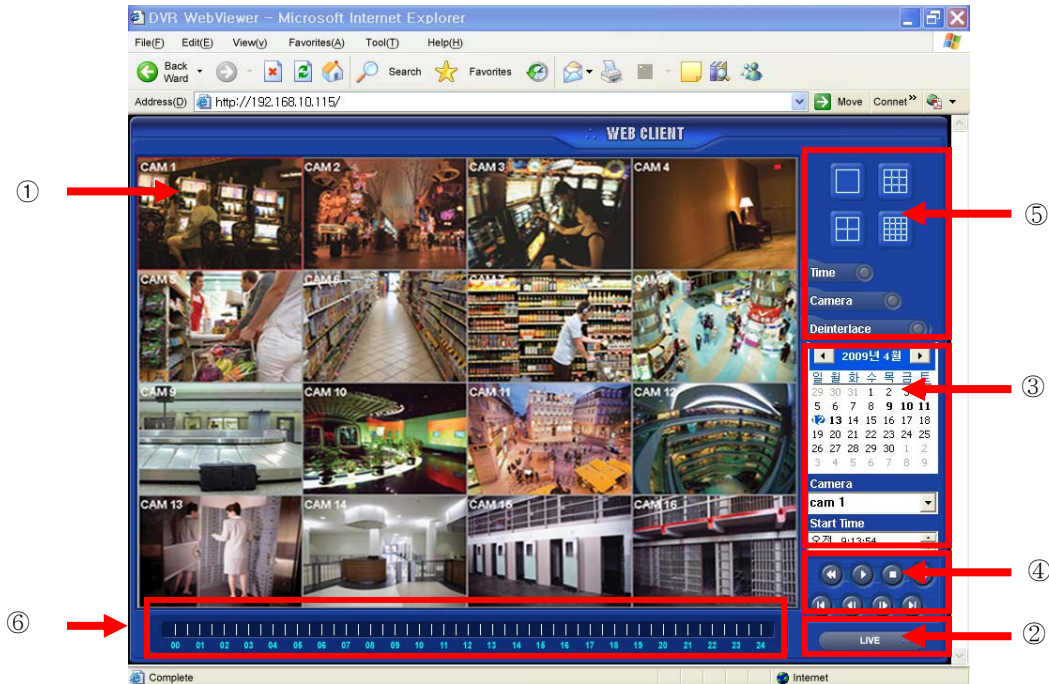 DVR WebViewer - Microsoft Internet Explorer
File(F) Edit(E) View(v) Favorites(A) Tool(T) Help(H)
Back Ward Search Favorites
Address(D) http://192.168.10.115/ Move Connet »
WEB CLIENT
CAM 1 CAM 2 CAM 3 CAM 4
①
⑤
Time
Camera
Deinterlace
CAM 5 CAM 6 CAM 7
2009년 4월
일 월 화 수 목 금 토
③
29 30 31 1 2 3
5 6 7 8 9 10 11
12 13 14 15 16 17 18
19 20 21 22 23 24 25
26 27 28 29 30 1 2
3 4 5 6 7 8 9
CAM 9 CAM 10 CAM 11 CAM 12
Camera
cam 1
CAM 13 CAM 14 CAM 15 CAM 16
Start Time
오전 9:13:54
④
⑥
00 01 02 03 04 05 06 07 08 09 10 11 12 13 14 15 16 17 18 19 20 21 22 23 24
LIVE
②
Complete Internet